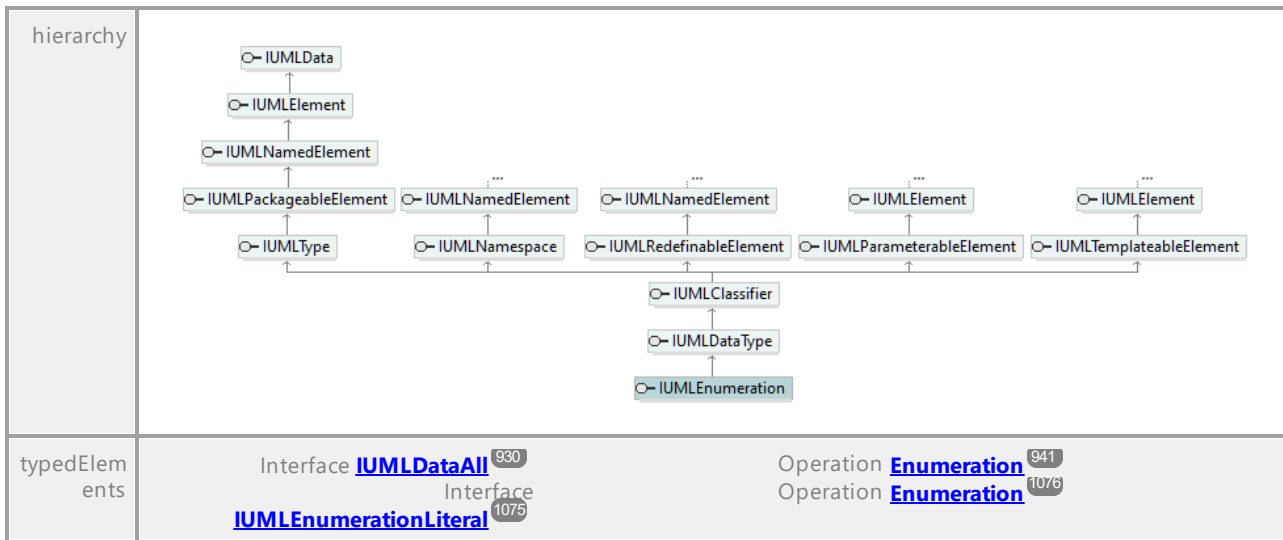 hierarchy
IUMLData
IUMLElement
IUMLNamedElement
... ... ... ...
IUMLPackageableElement IUMLNamedElement IUMLNamedElement IUMLElement IUMLElement
IUMLType IUMLNamespace IUMLRedefinableElement IUMLParameterableElement IUMLTemplateableElement
IUMLClassifier
IUMLDataType
IUMLEnumeration
typedElem
ents
Interface IUMLDataAll 930 Operation Enumeration 941
Interface Operation Enumeration 1076
IUMLEnumerationLiteral 1075